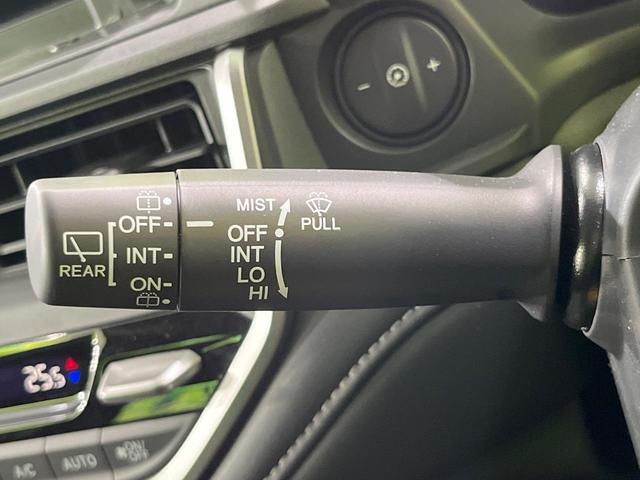 MIST
PULL
OFF
INT
LO
HI
OFF
INT
ON
REAR
- +
25.5
A/C
AUTO
ON/
OFF